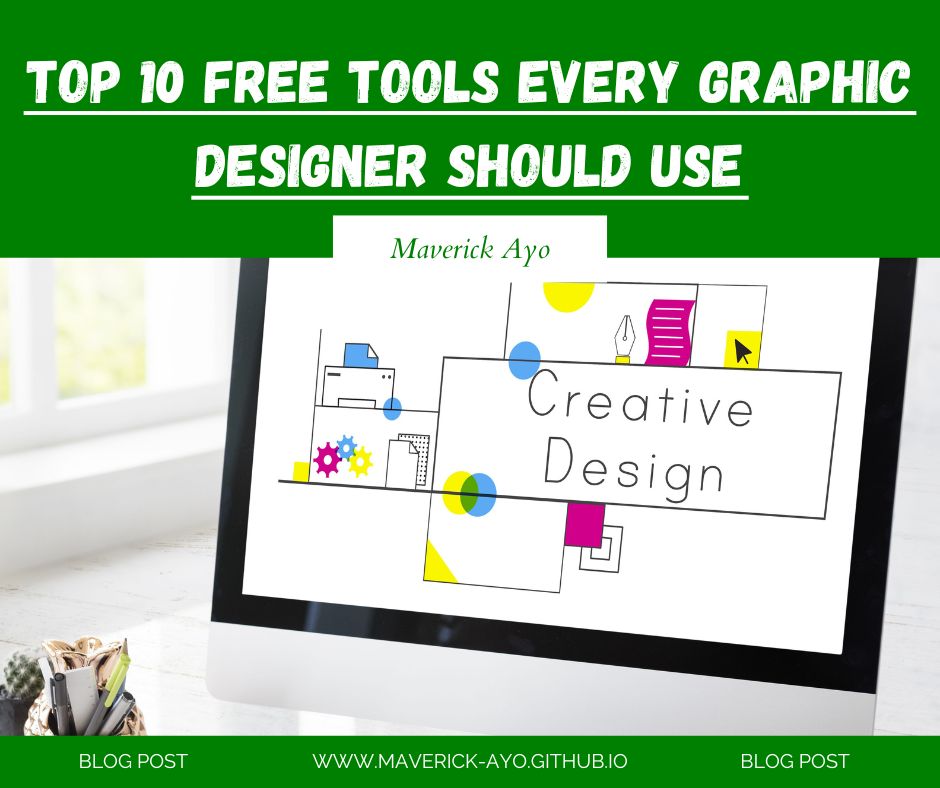 TOP 10 FREE TOOLS EVERY GRAPHIC
DESIGNER SHOULD USE
Maverick Ayo
Creative
Design
BLOG POST
WWW.MAVERICK-AYO.GITHUB.IO
BLOG POST